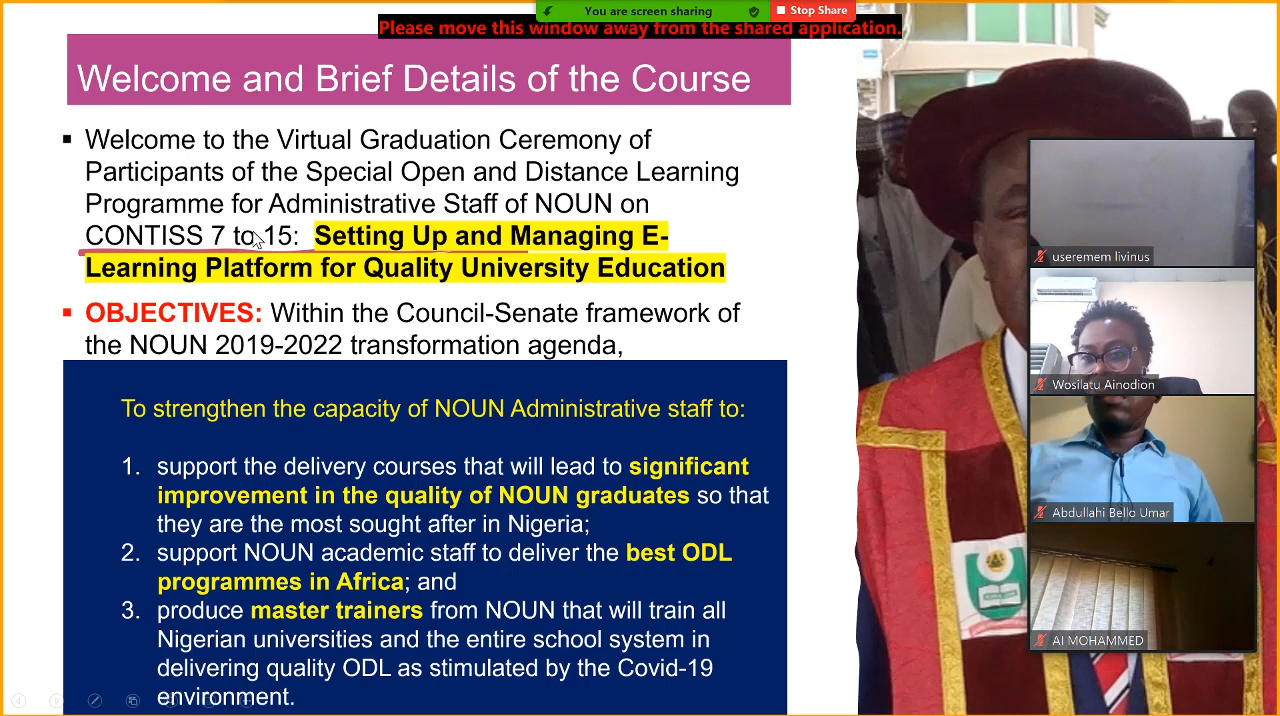 You are screen sharing
Stop Share
Please move this window away from the shared application.
Welcome and Brief Details of the Course
Welcome to the Virtual Graduation Ceremony of
Participants of the Special Open and Distance Learning
Programme for Administrative Staff of NOUN on
CONTISS 7 to 15: Setting Up and Managing E-
Learning Platform for Quality University Education
OBJECTIVES: Within the Council-Senate framework of
the NOUN 2019-2022 transformation agenda,
To strengthen the capacity of NOUN Administrative staff to:
1. support the delivery courses that will lead to significant
improvement in the quality of NOUN graduates so that
they are the most sought after in Nigeria;
2. support NOUN academic staff to deliver the best ODL
programmes in Africa; and
3. produce master trainers from NOUN that will train all
Nigerian universities and the entire school system in
delivering quality ODL as stimulated by the Covid-19
environment.
useremem livinus
Wosilatu Ainodion
Abdullahi Bello Umar
AI MOHAMMED